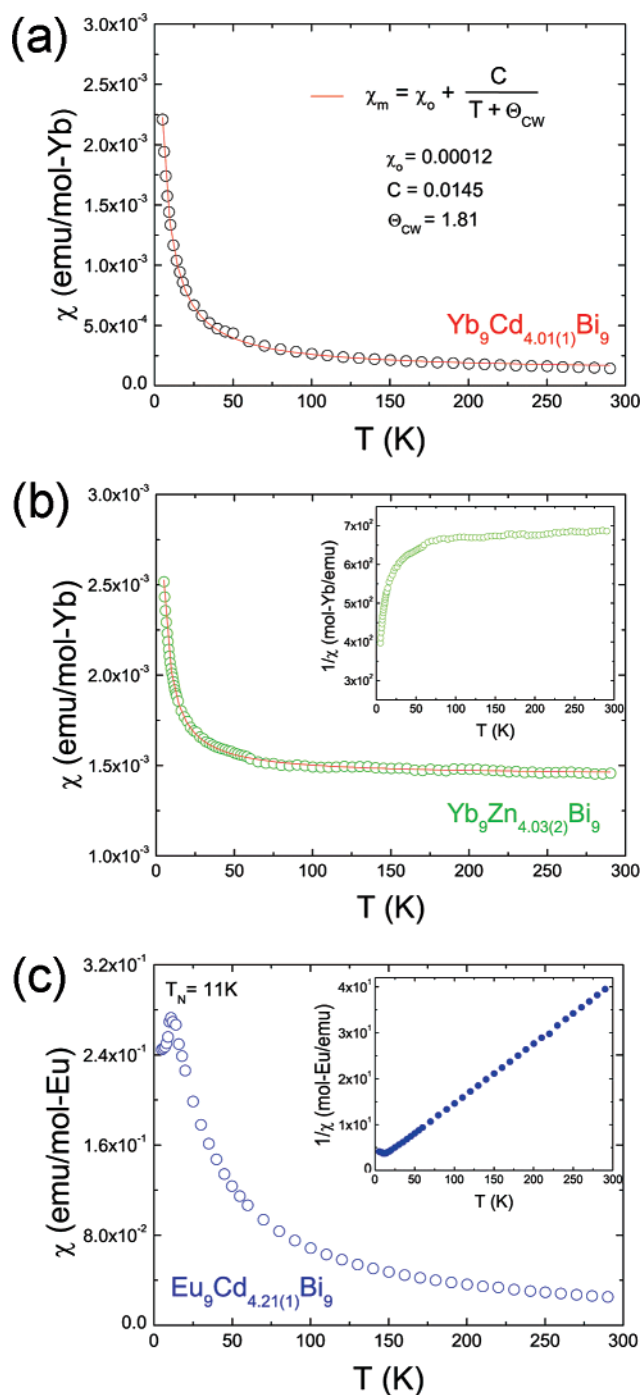 (a)
3.0x10⁻³
2.5x10⁻³
2.0x10⁻³
1.5x10⁻³
1.0x10⁻³
5.0x10⁻⁴
0.0
χ (emu/mol-Yb)
χₘ = χₒ + C / (T + Θ_CW)
χₒ = 0.00012
C = 0.0145
Θ_CW = 1.81
Yb₉Cd₄.₀₁₍₁₎Bi₉
0 50 100 150 200 250 300
T (K)
(b)
3.0x10⁻³
2.5x10⁻³
2.0x10⁻³
1.5x10⁻³
1.0x10⁻³
χ (emu/mol-Yb)
7x10²
6x10²
5x10²
4x10²
3x10²
1/χ (mol-Yb/emu)
0 50 100 150 200 250 300
T (K)
Yb₉Zn₄.₀₃₍₂₎Bi₉
0 50 100 150 200 250 300
T (K)
(c)
3.2x10⁻¹
2.4x10⁻¹
1.6x10⁻¹
8.0x10⁻²
0.0
χ (emu/mol-Eu)
T_N = 11K
4x10¹
3x10¹
2x10¹
1x10¹
0
1/χ (mol-Eu/emu)
0 50 100 150 200 250 300
T (K)
Eu₉Cd₄.₂₁₍₁₎Bi₉
0 50 100 150 200 250 300
T (K)